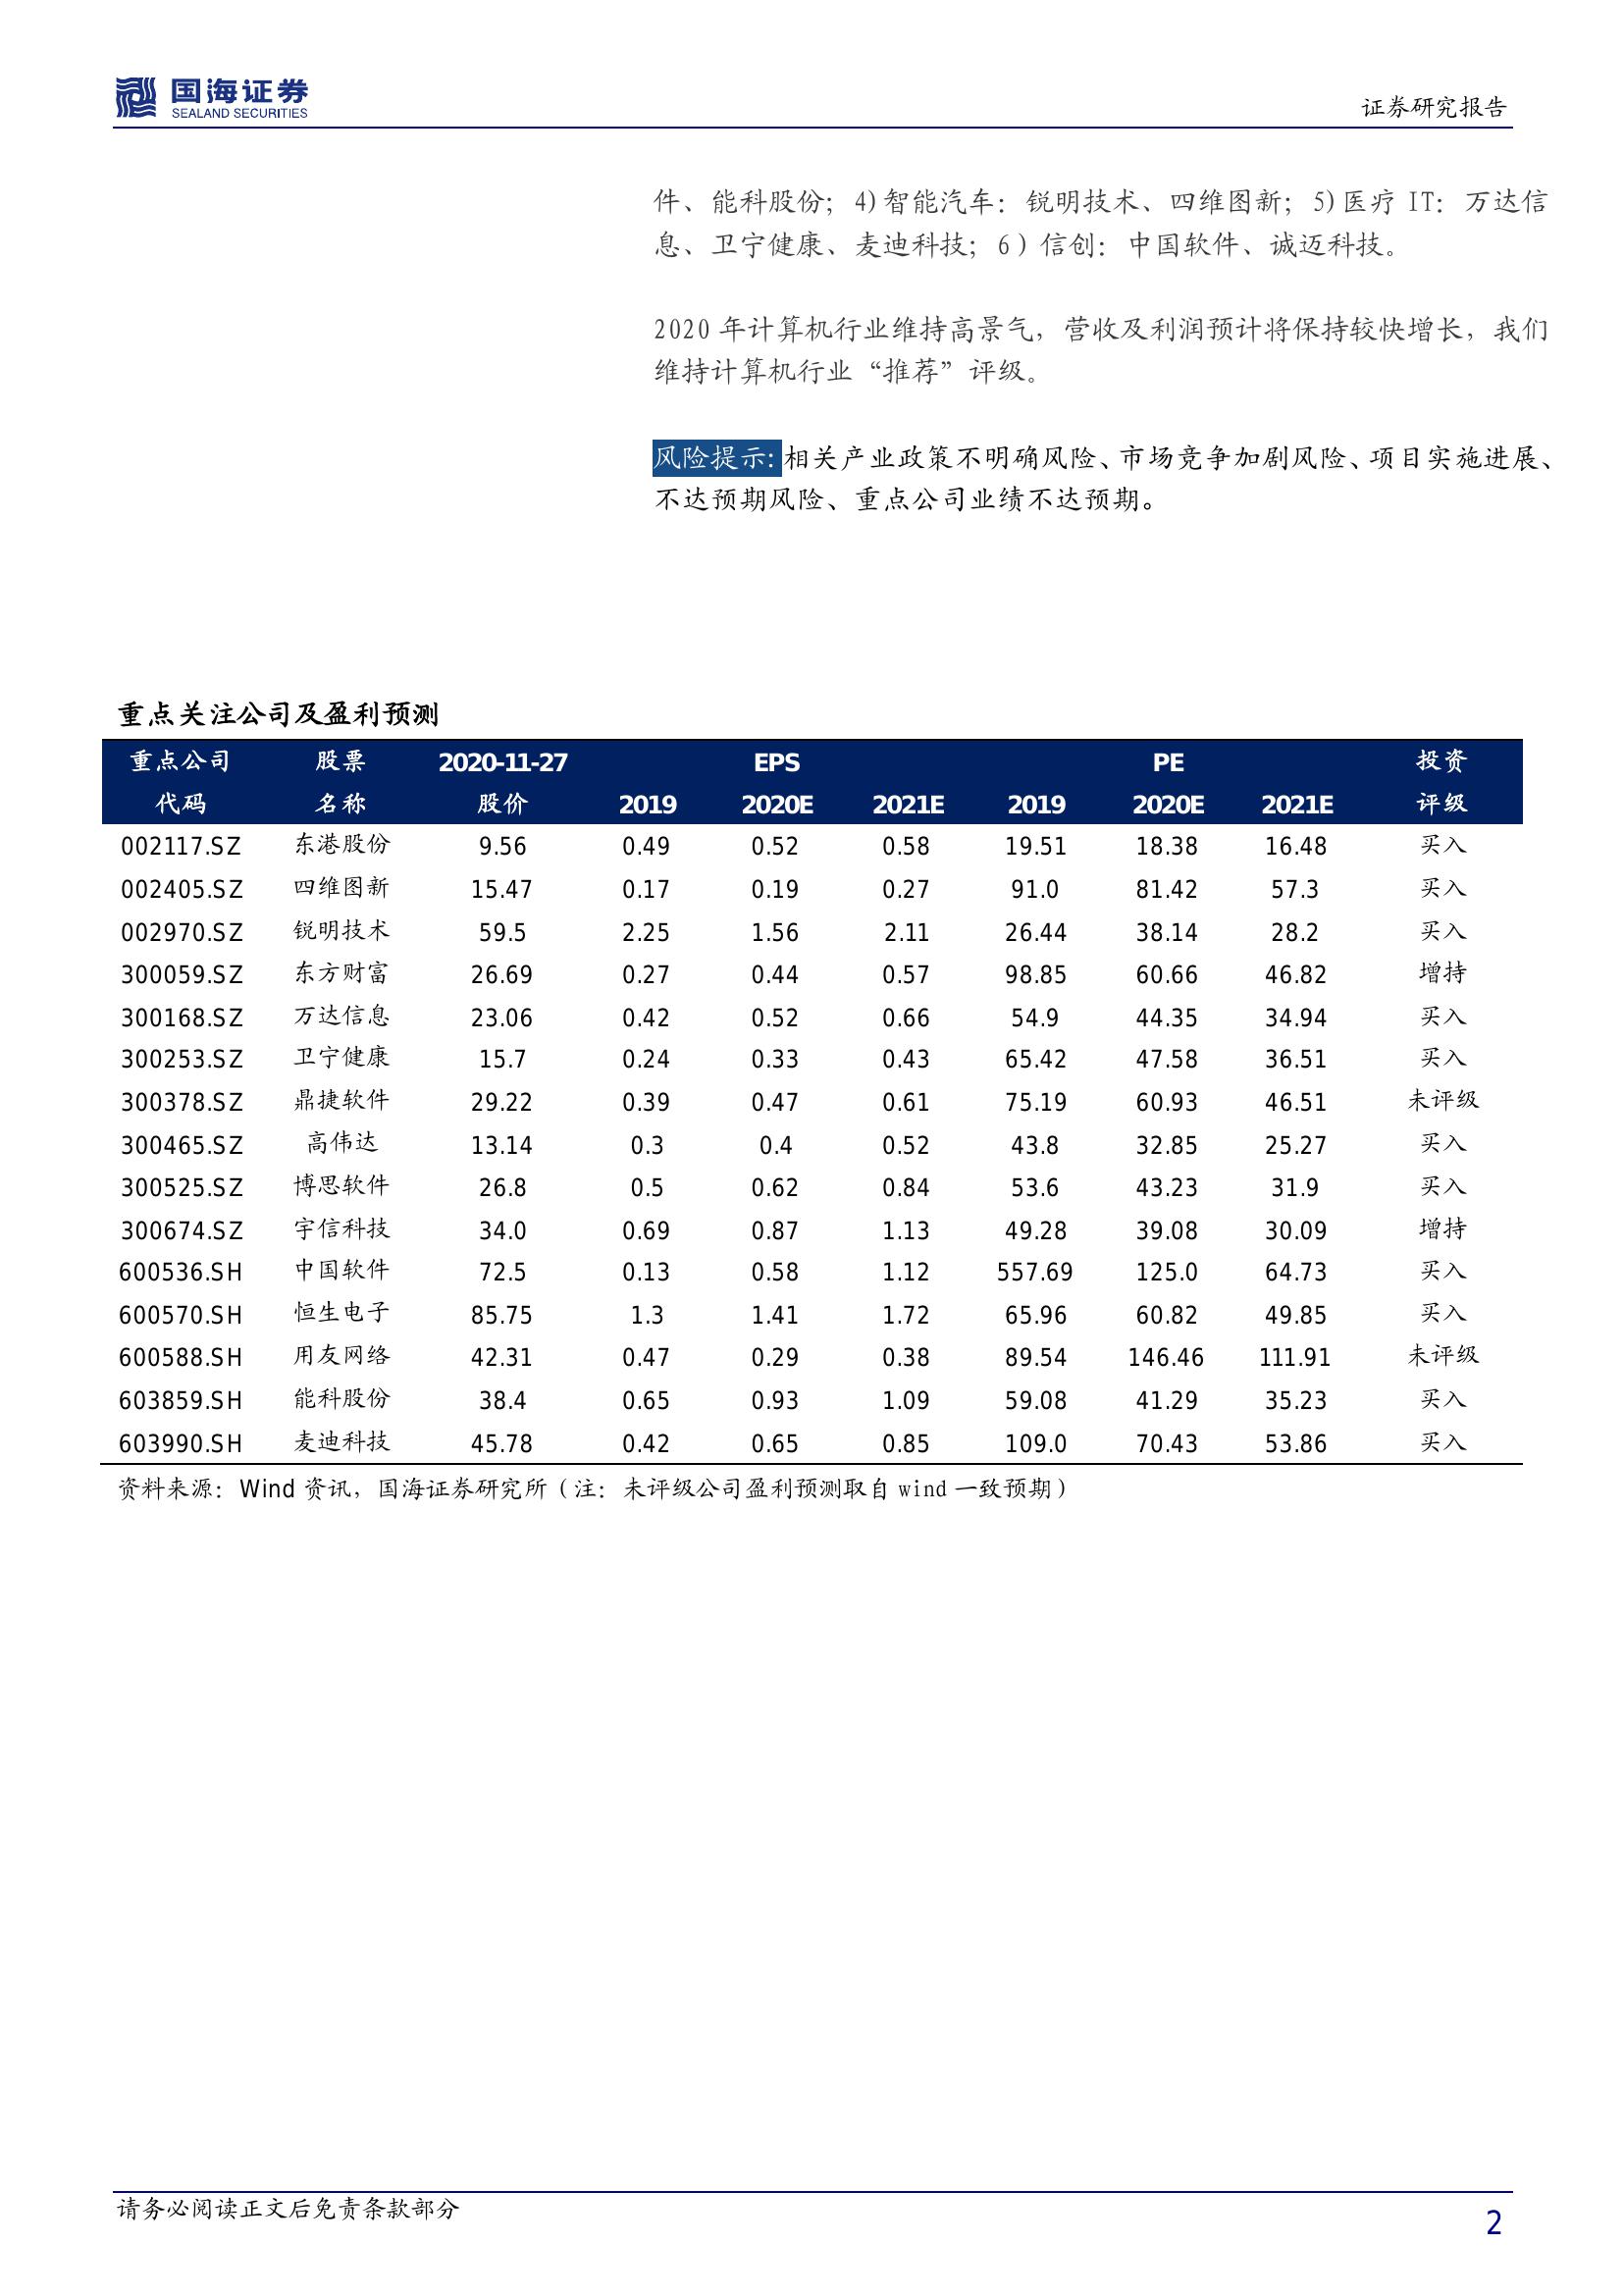 国海证券
SEALAND SECURITIES
证券研究报告
件、能科股份；4)智能汽车：锐明技术、四维图新；5)医疗 IT：万达信
息、卫宁健康、麦迪科技；6）信创：中国软件、诚迈科技。
2020 年计算机行业维持高景气，营收及利润预计将保持较快增长，我们
维持计算机行业“推荐”评级。
风险提示:相关产业政策不明确风险、市场竞争加剧风险、项目实施进展、
不达预期风险、重点公司业绩不达预期。
重点关注公司及盈利预测
重点公司 股票 2020-11-27 EPS PE 投资
代码 名称 股价 2019 2020E 2021E 2019 2020E 2021E 评级
002117.SZ 东港股份 9.56 0.49 0.52 0.58 19.51 18.38 16.48 买入
002405.SZ 四维图新 15.47 0.17 0.19 0.27 91.0 81.42 57.3 买入
002970.SZ 锐明技术 59.5 2.25 1.56 2.11 26.44 38.14 28.2 买入
300059.SZ 东方财富 26.69 0.27 0.44 0.57 98.85 60.66 46.82 增持
300168.SZ 万达信息 23.06 0.42 0.52 0.66 54.9 44.35 34.94 买入
300253.SZ 卫宁健康 15.7 0.24 0.33 0.43 65.42 47.58 36.51 买入
300378.SZ 鼎捷软件 29.22 0.39 0.47 0.61 75.19 60.93 46.51 未评级
300465.SZ 高伟达 13.14 0.3 0.4 0.52 43.8 32.85 25.27 买入
300525.SZ 博思软件 26.8 0.5 0.62 0.84 53.6 43.23 31.9 买入
300674.SZ 宇信科技 34.0 0.69 0.87 1.13 49.28 39.08 30.09 增持
600536.SH 中国软件 72.5 0.13 0.58 1.12 557.69 125.0 64.73 买入
600570.SH 恒生电子 85.75 1.3 1.41 1.72 65.96 60.82 49.85 买入
600588.SH 用友网络 42.31 0.47 0.29 0.38 89.54 146.46 111.91 未评级
603859.SH 能科股份 38.4 0.65 0.93 1.09 59.08 41.29 35.23 买入
603990.SH 麦迪科技 45.78 0.42 0.65 0.85 109.0 70.43 53.86 买入
资料来源：Wind 资讯，国海证券研究所（注：未评级公司盈利预测取自 wind 一致预期）
请务必阅读正文后免责条款部分
2